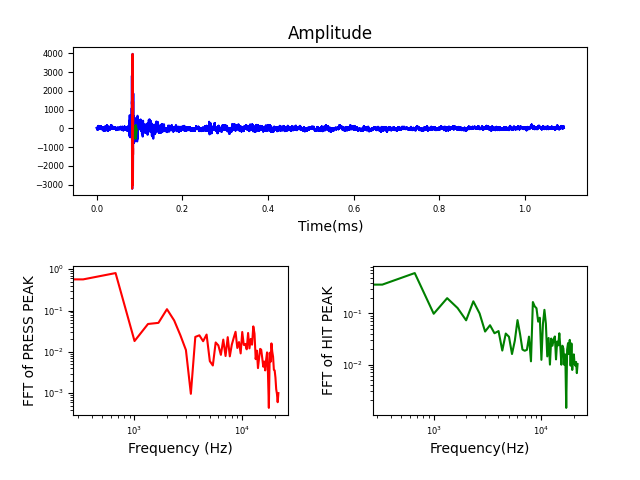 Amplitude
4000
3000
2000
1000
0
−1000
−2000
−3000
0.0 0.2 0.4 0.6 0.8 1.0
Time(ms)
FFT of PRESS PEAK
10⁰
10⁻¹
10⁻²
10⁻³
10³ 10⁴
Frequency (Hz)
FFT of HIT PEAK
10⁻¹
10⁻²
10³ 10⁴
Frequency(Hz)